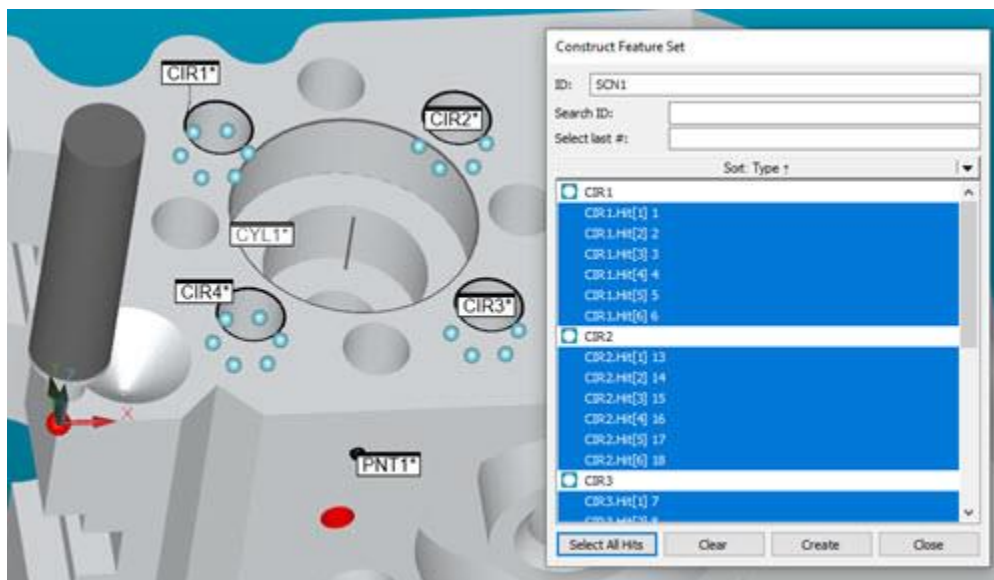 CIR1*
CIR2*
CYL1*
CIR4*
CIR3*
Z
X
PNT1*
Construct Feature Set
ID: SCN1
Search ID:
Select last #:
Sort: Type ↑
CIR1
CIR1.Hit[1] 1
CIR1.Hit[2] 2
CIR1.Hit[3] 3
CIR1.Hit[4] 4
CIR1.Hit[5] 5
CIR1.Hit[6] 6
CIR2
CIR2.Hit[1] 13
CIR2.Hit[2] 14
CIR2.Hit[3] 15
CIR2.Hit[4] 16
CIR2.Hit[5] 17
CIR2.Hit[6] 18
CIR3
CIR3.Hit[1] 7
Select All Hits Clear Create Close